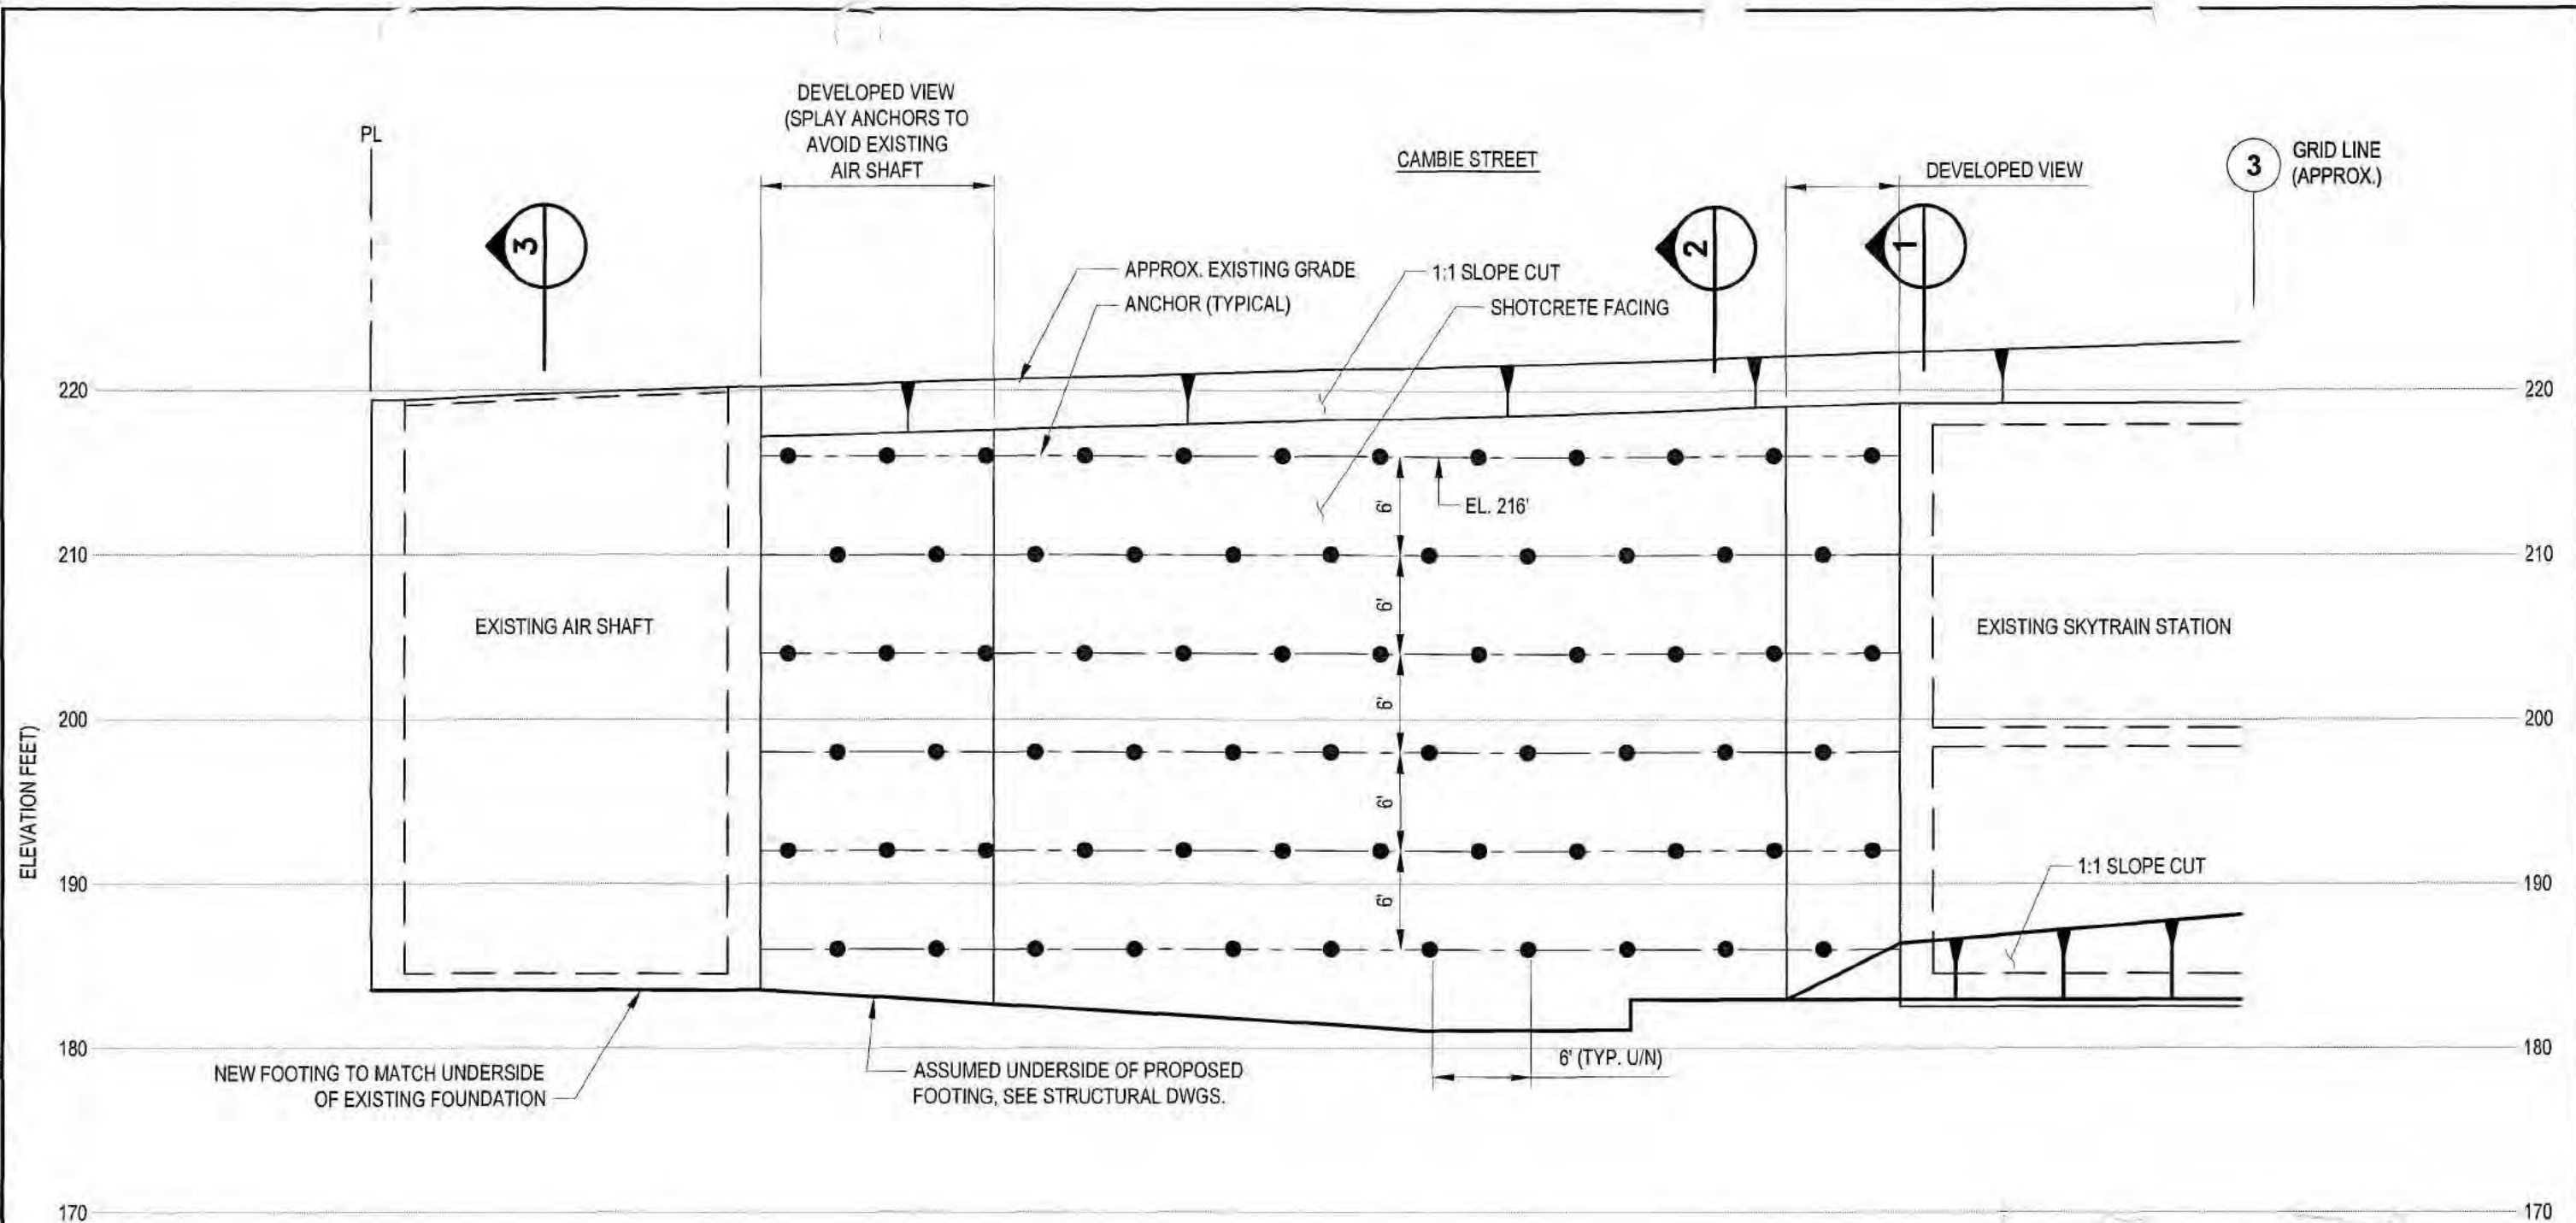 DEVELOPED VIEW
(SPLAY ANCHORS TO
AVOID EXISTING
AIR SHAFT
PL
CAMBIE STREET
DEVELOPED VIEW
3
GRID LINE
(APPROX.)
3
2
1
APPROX. EXISTING GRADE
ANCHOR (TYPICAL)
1:1 SLOPE CUT
SHOTCRETE FACING
220
220
6'
EL. 216'
210
210
6'
EXISTING AIR SHAFT
EXISTING SKYTRAIN STATION
6'
200
200
ELEVATION FEET)
6'
1:1 SLOPE CUT
190
190
6'
180
180
6' (TYP. U/N)
NEW FOOTING TO MATCH UNDERSIDE
OF EXISTING FOUNDATION
ASSUMED UNDERSIDE OF PROPOSED
FOOTING, SEE STRUCTURAL DWGS.
170
170